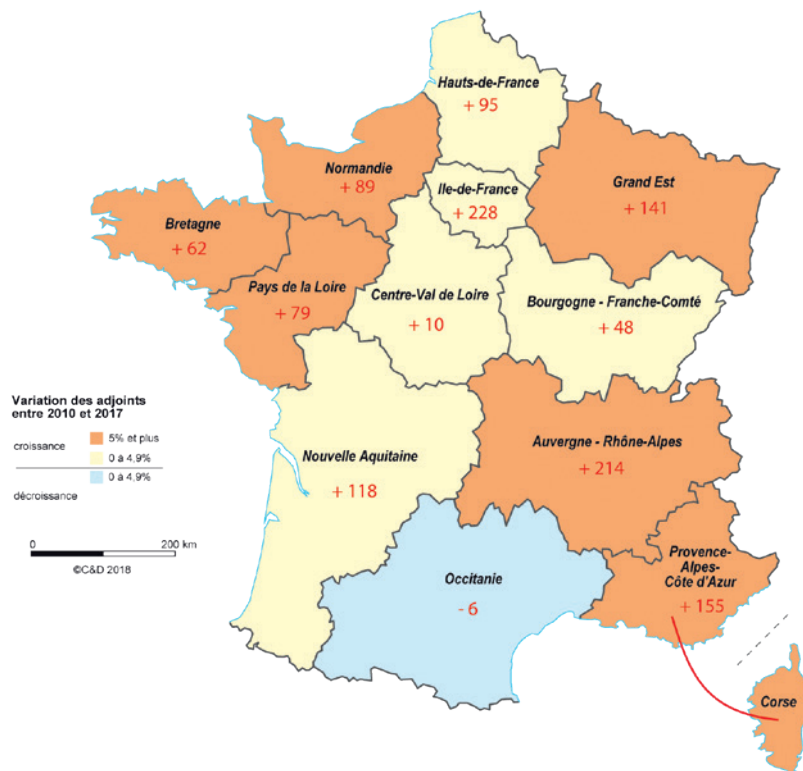 Hauts-de-France
+ 95
Normandie
+ 89
Ile-de-France
+ 228
Grand Est
+ 141
Bretagne
+ 62
Pays de la Loire
+ 79
Centre-Val de Loire
+ 10
Bourgogne - Franche-Comté
+ 48
Variation des adjoints
entre 2010 et 2017
croissance
5% et plus
0 à 4,9%
décroissance
0 à 4,9%
0 200 km
©C&D 2018
Nouvelle Aquitaine
+ 118
Auvergne - Rhône-Alpes
+ 214
Occitanie
- 6
Provence-
Alpes-
Côte d'Azur
+ 155
Corse